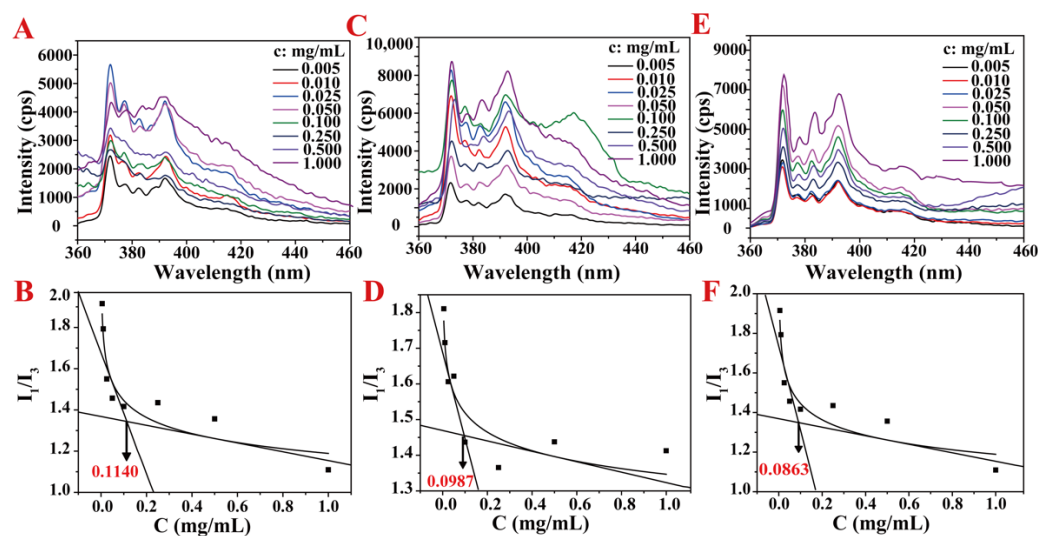 A
Intensity (cps)
6000
5000
4000
3000
2000
1000
0
c: mg/mL
0.005
0.010
0.025
0.050
0.100
0.250
0.500
1.000
360 380 400 420 440 460
Wavelength (nm)
C
Intensity (cps)
10,000
8000
6000
4000
2000
0
c: mg/mL
0.005
0.010
0.025
0.050
0.100
0.250
0.500
1.000
360 380 400 420 440 460
Wavelength (nm)
E
Intensity (cps)
9000
7500
6000
4500
3000
1500
0
c: mg/mL
0.005
0.010
0.025
0.050
0.100
0.250
0.500
1.000
360 380 400 420 440 460
Wavelength (nm)
B
I₁/I₃
2.0
1.8
1.6
1.4
1.2
1.0
0.1140
0.0 0.2 0.4 0.6 0.8 1.0
C (mg/mL)
D
I₁/I₃
1.8
1.7
1.6
1.5
1.4
1.3
0.0987
0.0 0.2 0.4 0.6 0.8 1.0
C (mg/mL)
F
I₁/I₃
2.0
1.8
1.6
1.4
1.2
1.0
0.0863
0.0 0.2 0.4 0.6 0.8 1.0
C (mg/mL)